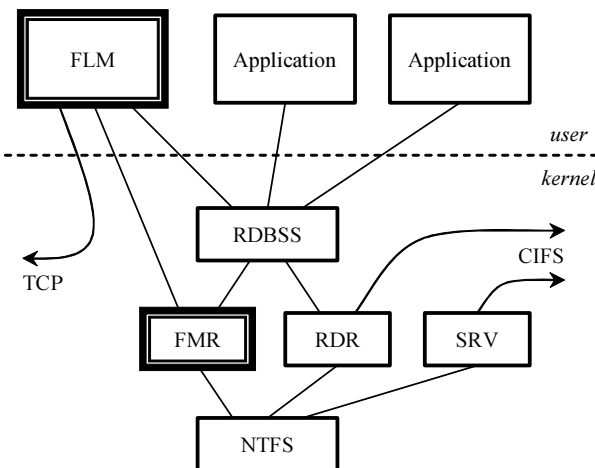 FLM
Application
Application
user
kernel
RDBSS
TCP
CIFS
FMR
RDR
SRV
NTFS